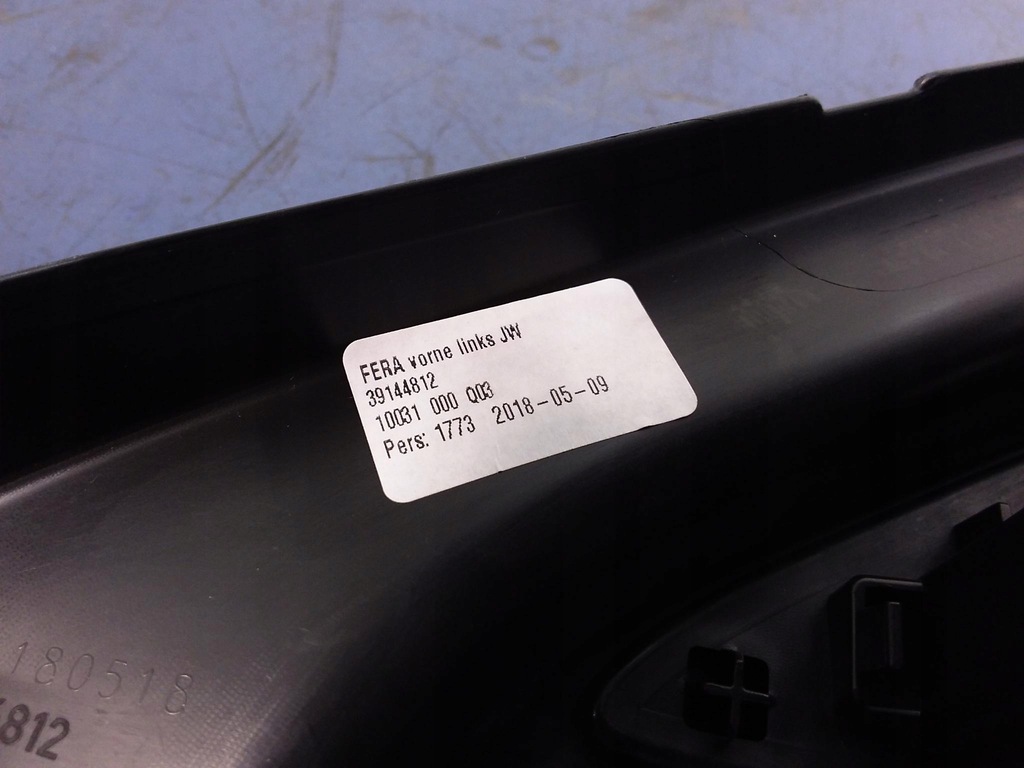 FERA vorne links JW
39144812
10031 000 Q03
Pers: 1773 2018-05-09
180518
812